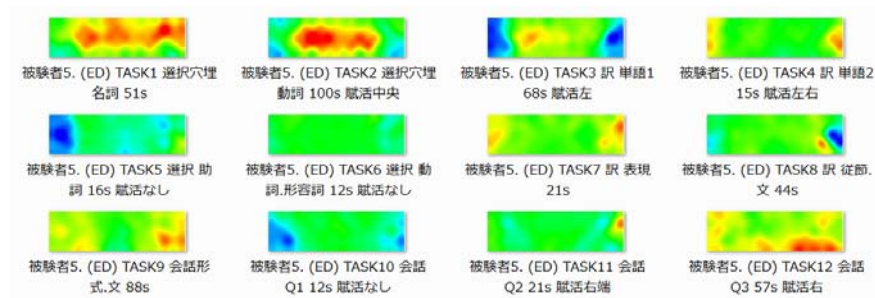 被験者5. (ED) TASK1 選択穴埋
名詞 51s
被験者5. (ED) TASK2 選択穴埋
動詞 100s 賦活中央
被験者5. (ED) TASK3 訳 単語1
68s 賦活左
被験者5. (ED) TASK4 訳 単語2
15s 賦活左右
被験者5. (ED) TASK5 選択 助
詞 16s 賦活なし
被験者5. (ED) TASK6 選択 動
詞.形容詞 12s 賦活なし
被験者5. (ED) TASK7 訳 表現
21s
被験者5. (ED) TASK8 訳 従節.
文 44s
被験者5. (ED) TASK9 会話形
式.文 88s
被験者5. (ED) TASK10 会話
Q1 12s 賦活なし
被験者5. (ED) TASK11 会話
Q2 21s 賦活右端
被験者5. (ED) TASK12 会話
Q3 57s 賦活右